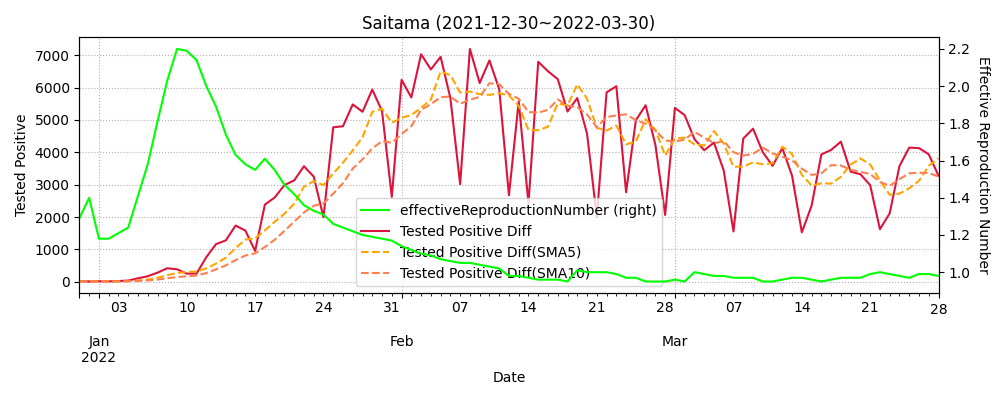 Saitama (2021-12-30~2022-03-30)
7000
6000
5000
4000
3000
2000
1000
0
Tested Positive
2.2
2.0
1.8
1.6
1.4
1.2
1.0
Effective Reproduction Number
effectiveReproductionNumber (right)
Tested Positive Diff
Tested Positive Diff(SMA5)
Tested Positive Diff(SMA10)
03 10 17 24 31 07 14 21 28 07 14 21 28
Jan Feb Mar
2022
Date